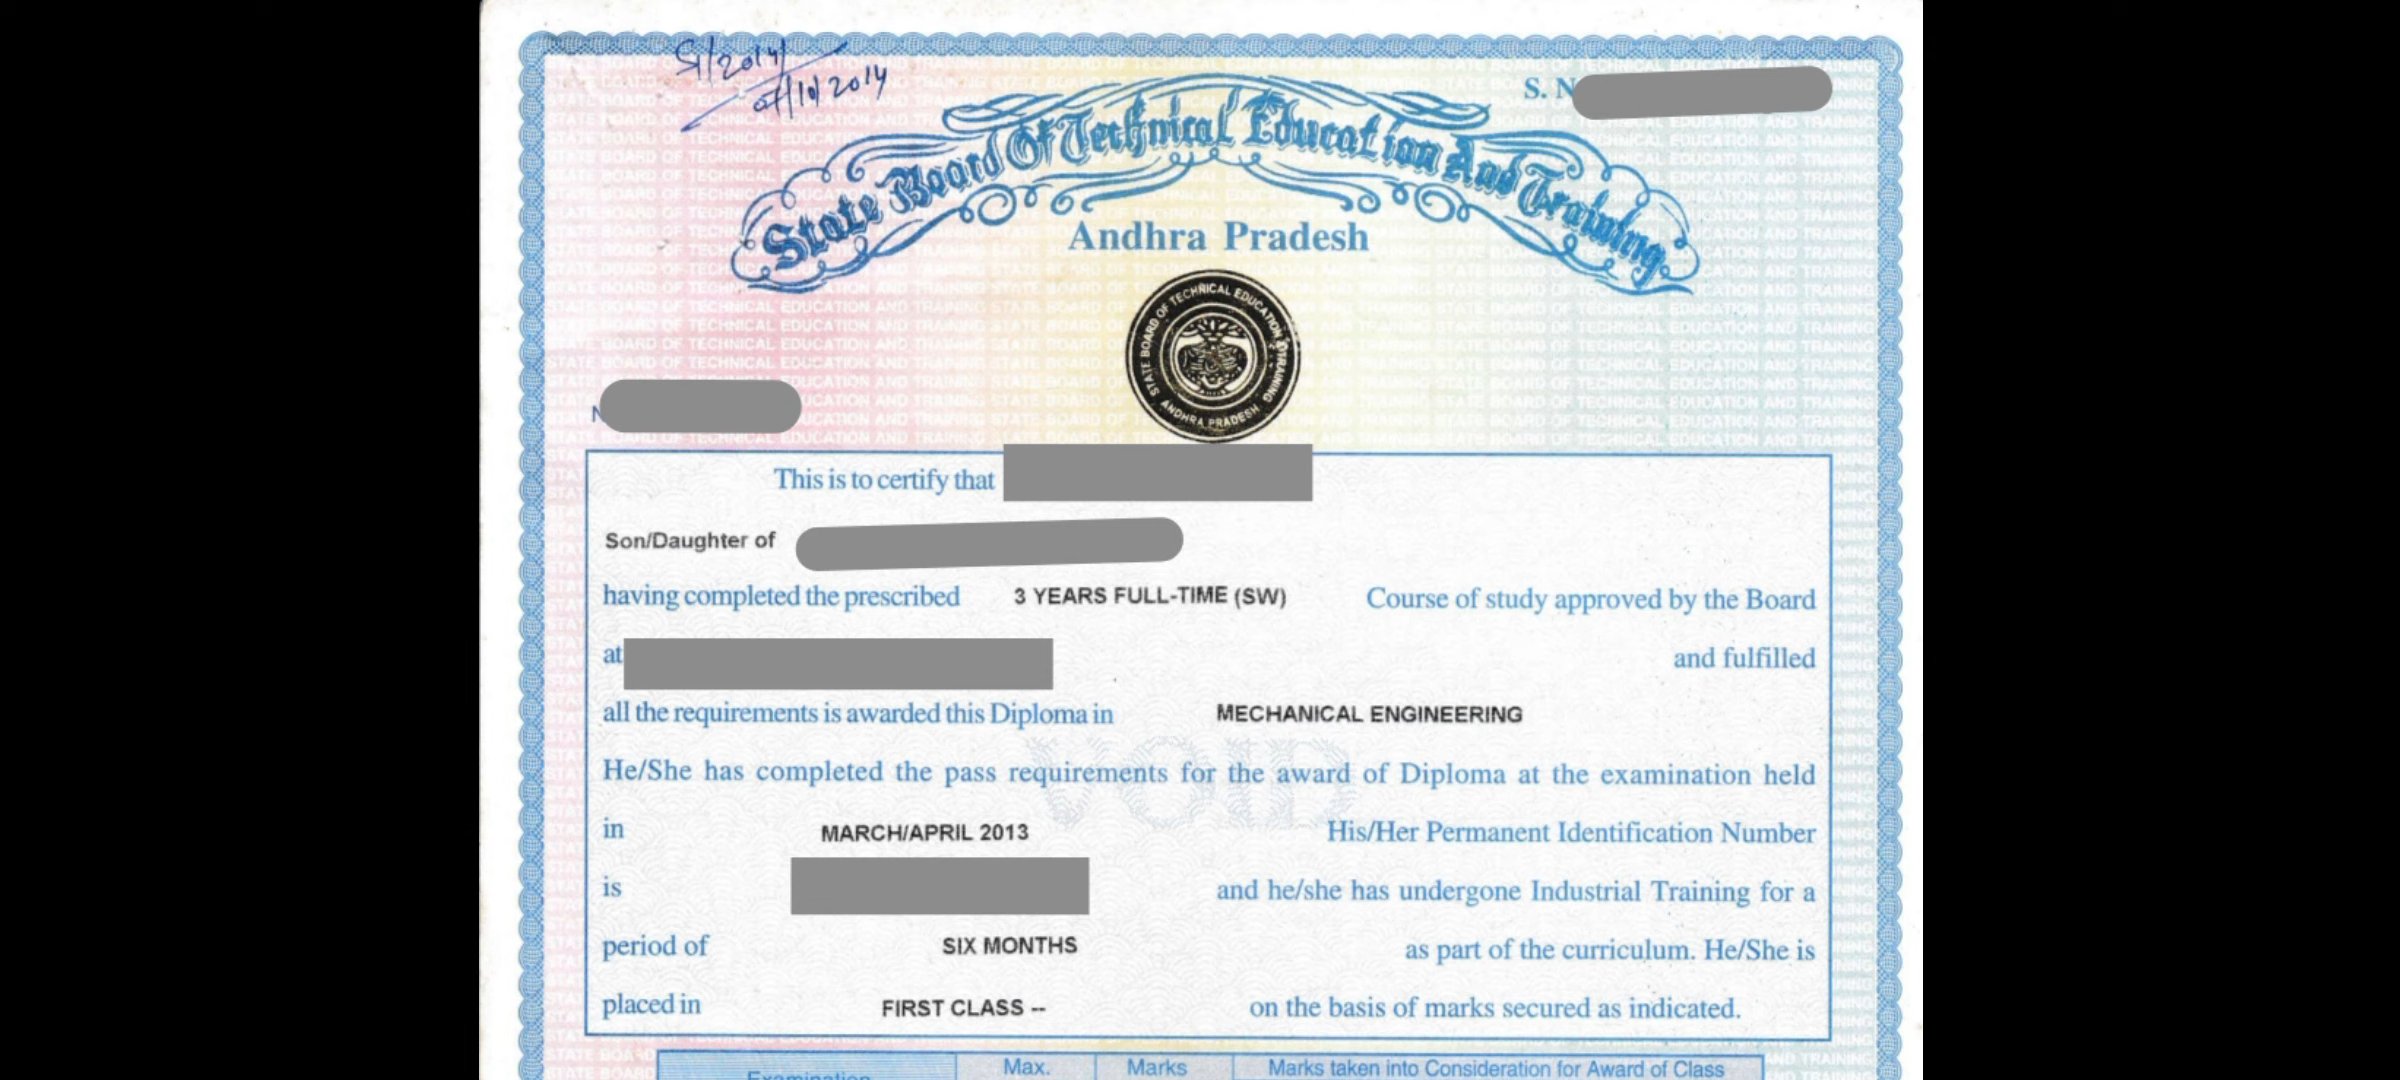 07/10/2014
S. N
State Board Of Technical Education And Training
Andhra Pradesh
STATE BOARD OF TECHNICAL EDUCATION & TRAINING
ANDHRA PRADESH
N
This is to certify that
Son/Daughter of
having completed the prescribed 3 YEARS FULL-TIME (SW) Course of study approved by the Board
at and fulfilled
all the requirements is awarded this Diploma in MECHANICAL ENGINEERING
He/She has completed the pass requirements for the award of Diploma at the examination held
in MARCH/APRIL 2013 His/Her Permanent Identification Number
is and he/she has undergone Industrial Training for a
period of SIX MONTHS as part of the curriculum. He/She is
placed in FIRST CLASS -- on the basis of marks secured as indicated.
VOID
Examination Max. Marks Marks taken into Consideration for Award of Class